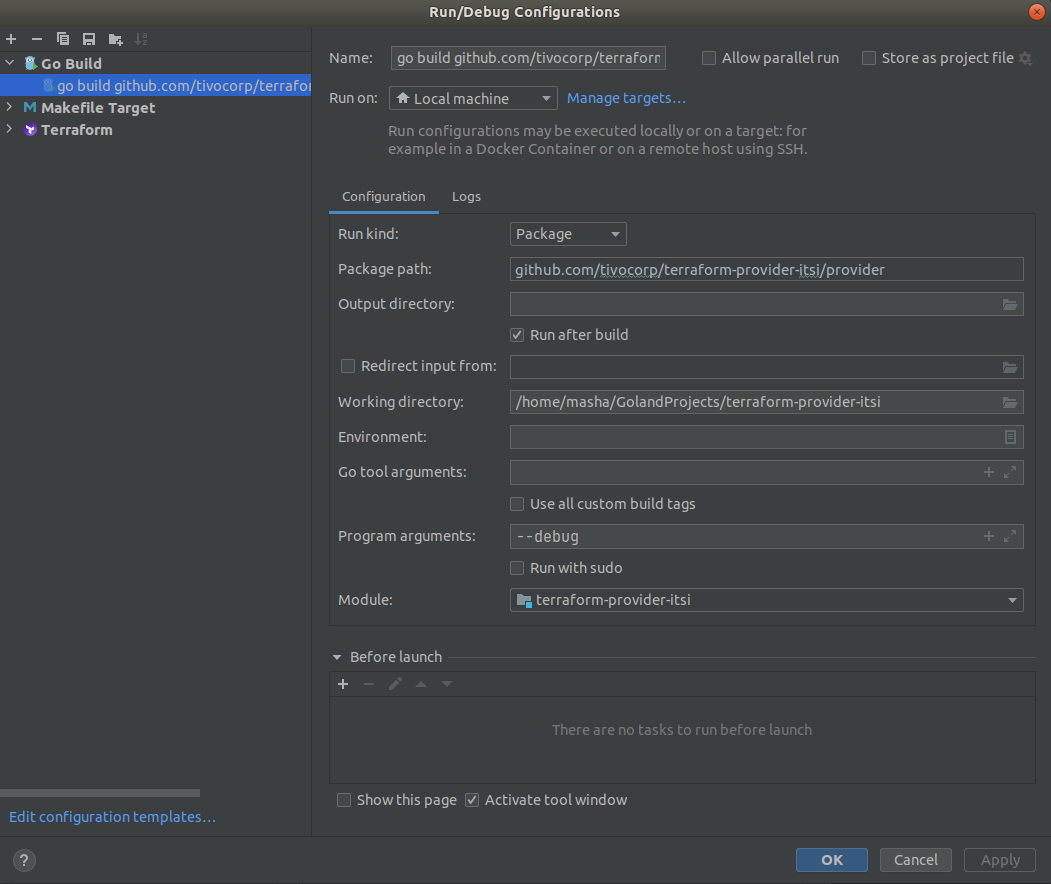 Run/Debug Configurations
Go Build
go build github.com/tivocorp/terrafor
Makefile Target
Terraform
Edit configuration templates...
Name: go build github.com/tivocorp/terraform
Allow parallel run
Store as project file
Run on: Local machine
Manage targets...
Run configurations may be executed locally or on a target: for
example in a Docker Container or on a remote host using SSH.
Configuration Logs
Run kind: Package
Package path: github.com/tivocorp/terraform-provider-itsi/provider
Output directory:
Run after build
Redirect input from:
Working directory: /home/masha/GolandProjects/terraform-provider-itsi
Environment:
Go tool arguments:
Use all custom build tags
Program arguments: --debug
Run with sudo
Module: terraform-provider-itsi
Before launch
There are no tasks to run before launch
Show this page Activate tool window
? OK Cancel Apply